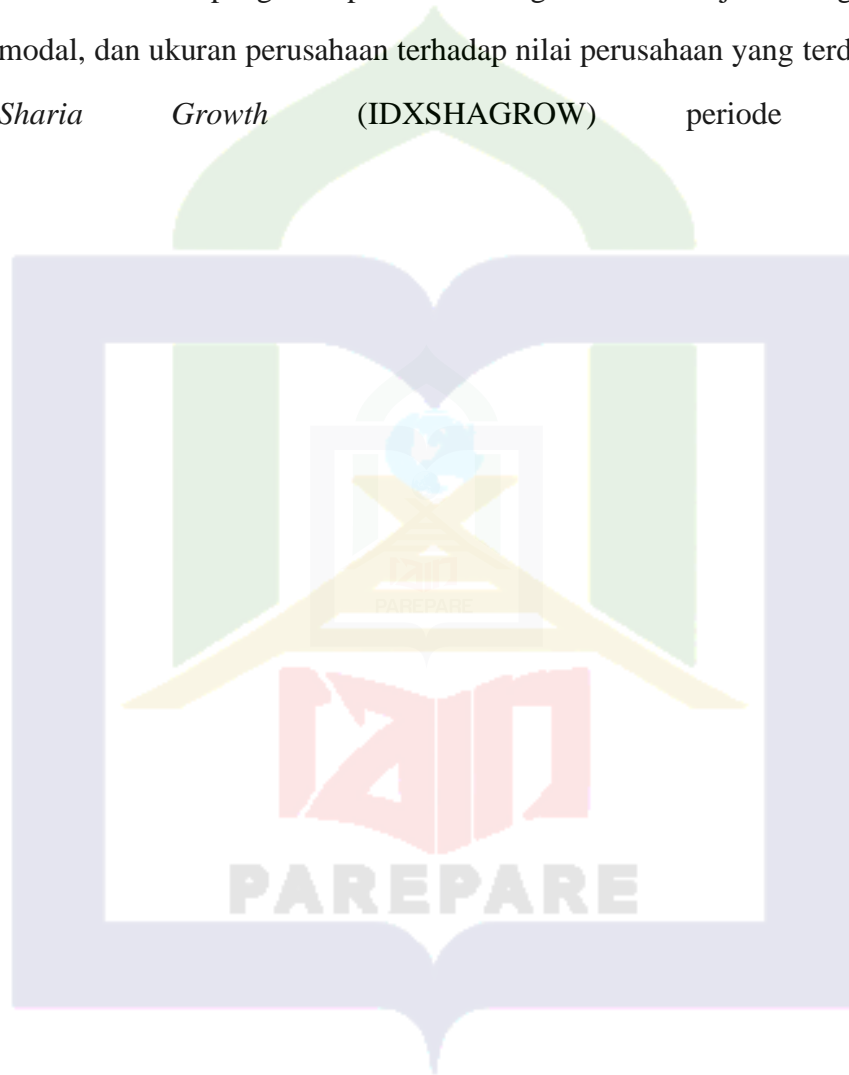 modal, dan ukuran perusahaan terhadap nilai perusahaan yang terd
Sharia Growth (IDXSHAGROW) periode
PAREPARE
PAREPARE